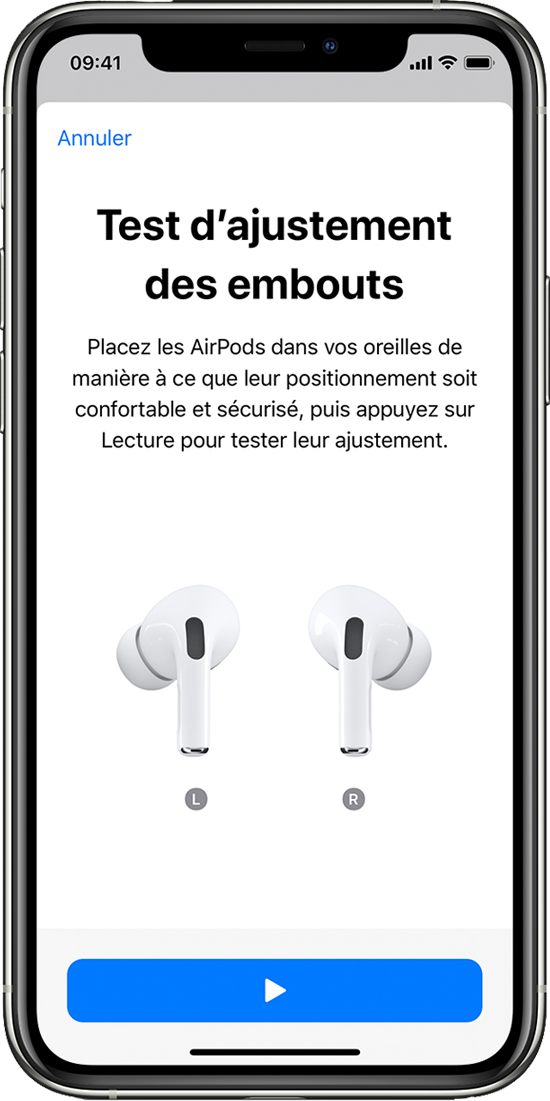 09:41
Annuler
Test d’ajustement
des embouts
Placez les AirPods dans vos oreilles de
manière à ce que leur positionnement soit
confortable et sécurisé, puis appuyez sur
Lecture pour tester leur ajustement.
L
R